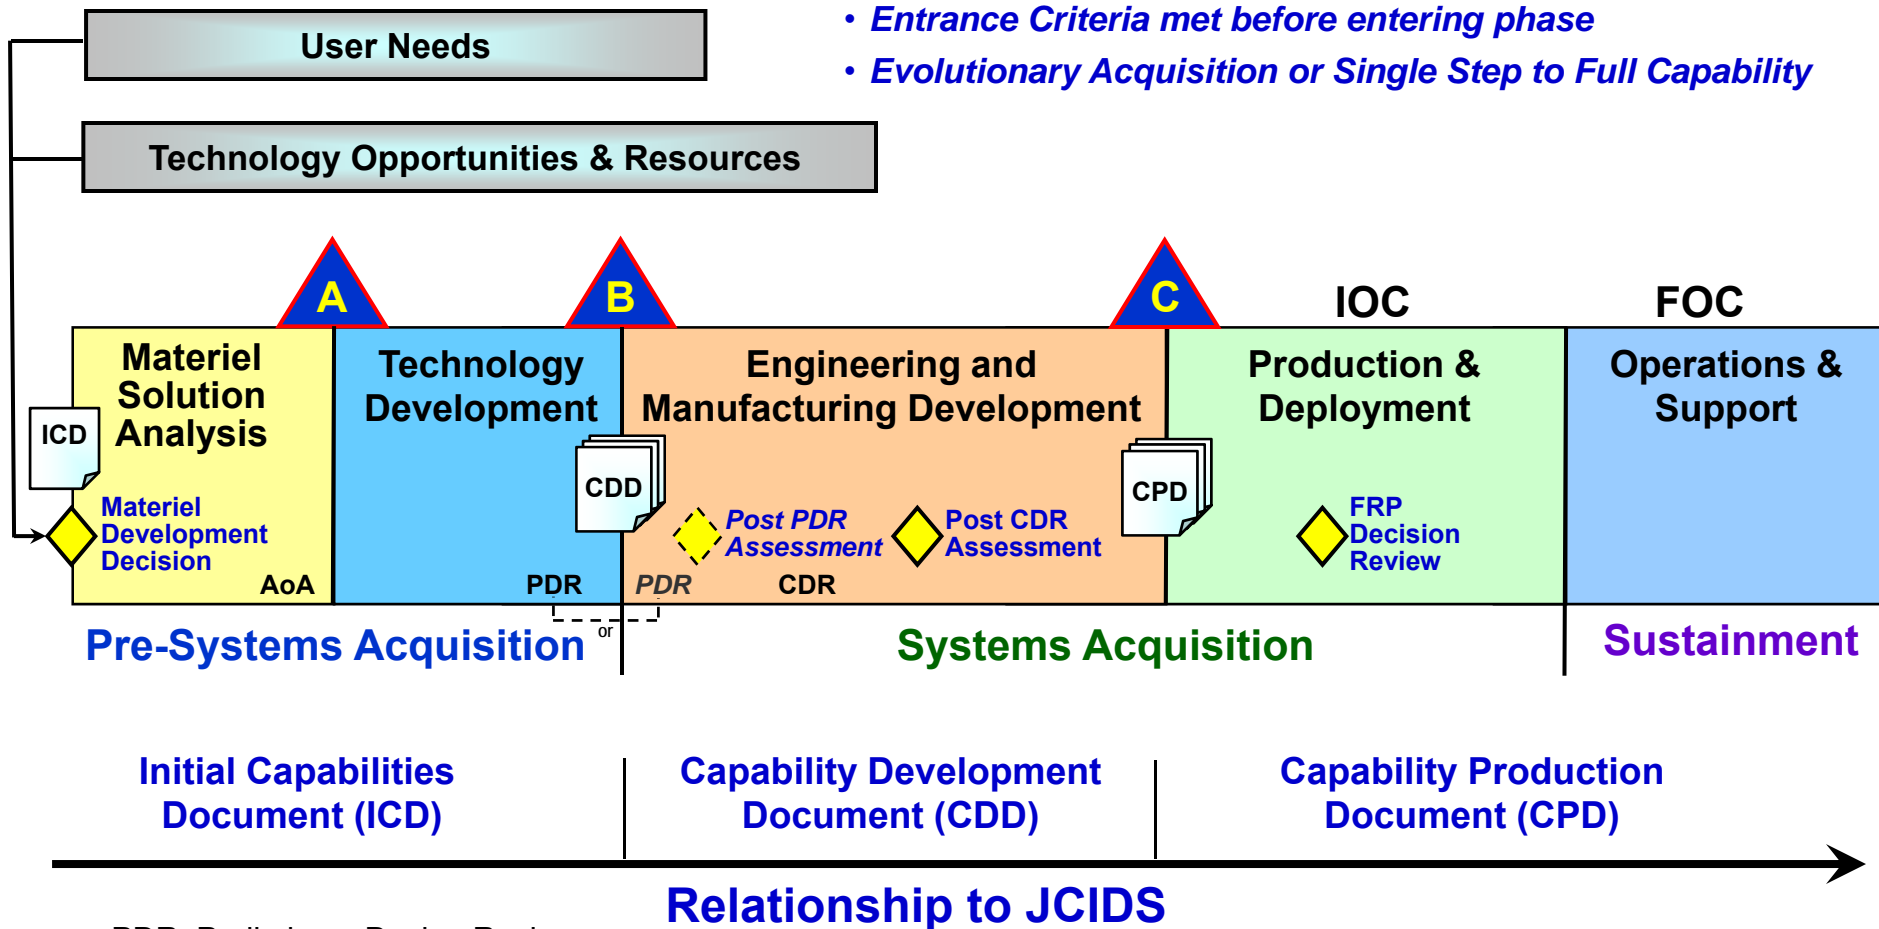 • Entrance Criteria met before entering phase
• Evolutionary Acquisition or Single Step to Full Capability
User Needs
Technology Opportunities & Resources
A
B
C
IOC
FOC
Materiel
Solution
Analysis
Technology
Development
Engineering and
Manufacturing Development
Production &
Deployment
Operations &
Support
ICD
CDD
CPD
Materiel
Development
Decision
Post PDR
Assessment
Post CDR
Assessment
FRP
Decision
Review
AoA
PDR
PDR
CDR
or
Pre-Systems Acquisition
Systems Acquisition
Sustainment
Initial Capabilities
Document (ICD)
Capability Development
Document (CDD)
Capability Production
Document (CPD)
Relationship to JCIDS